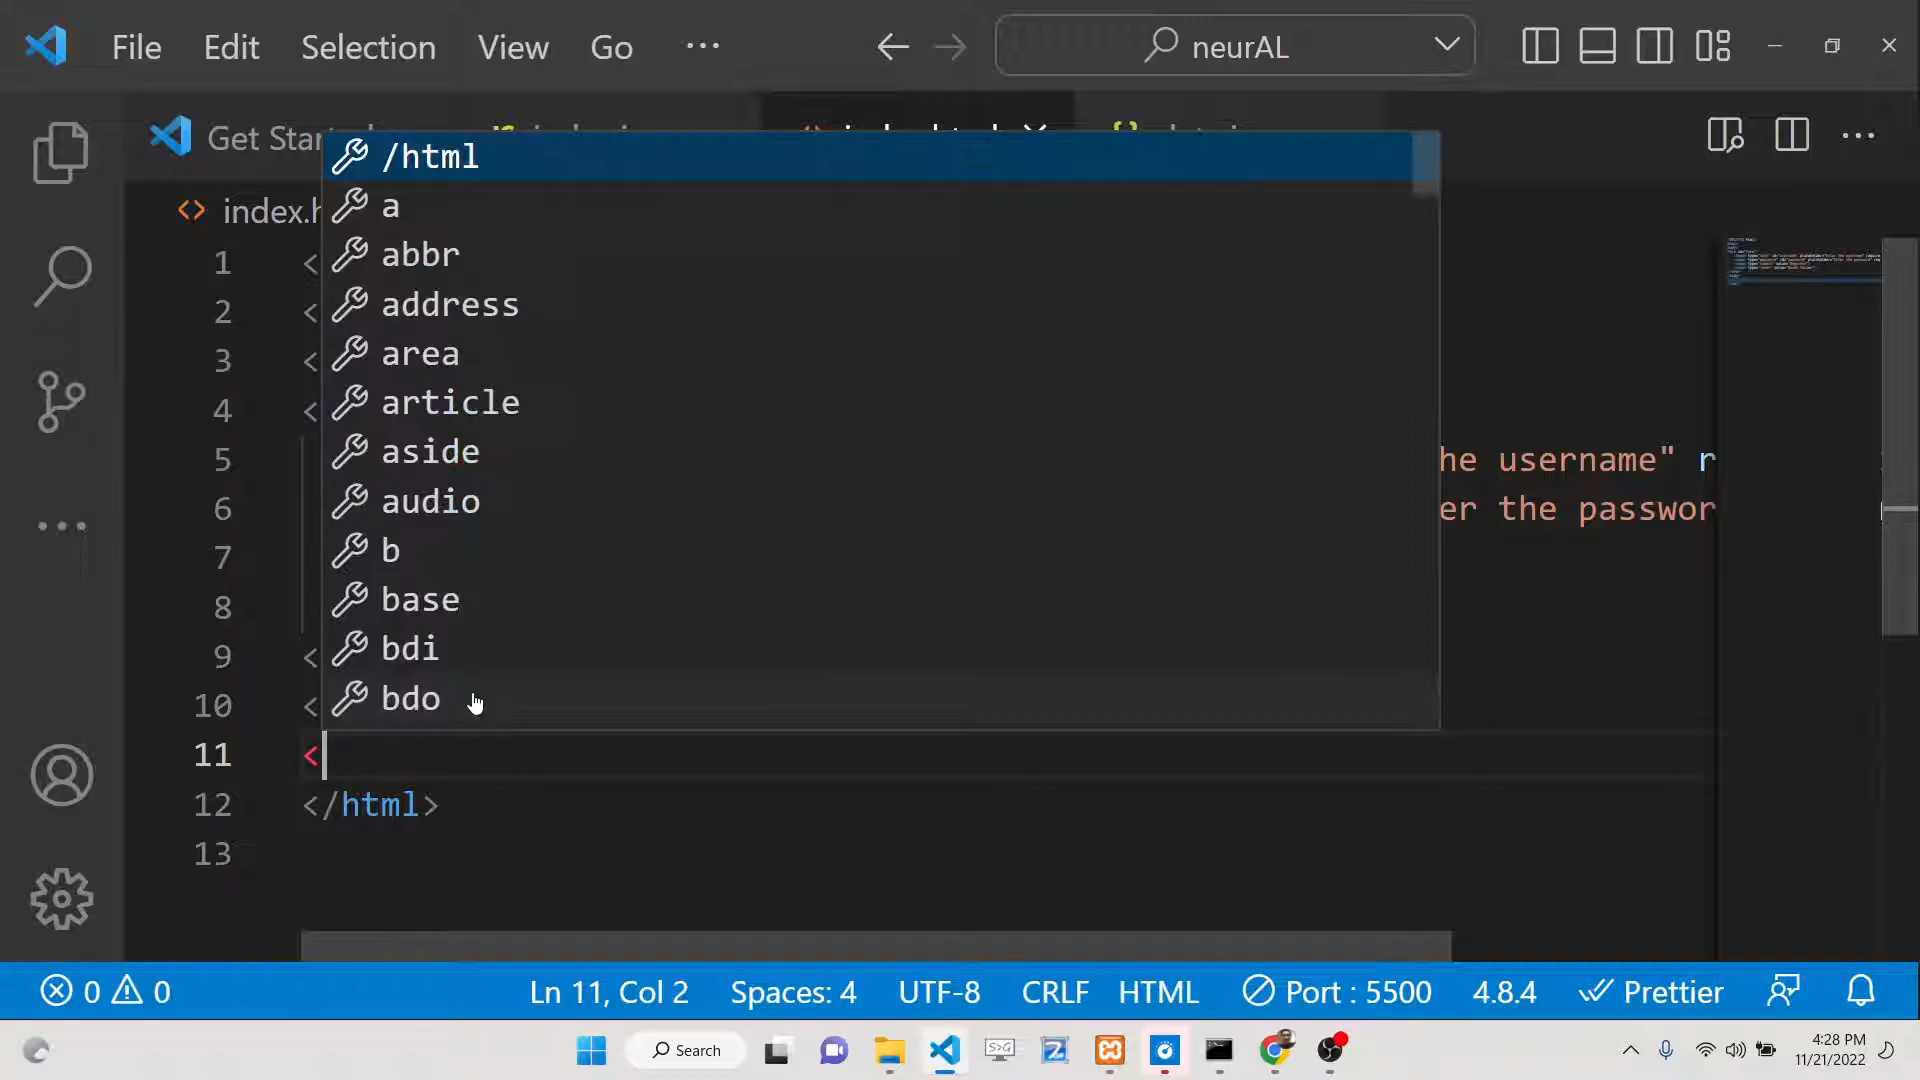 File Edit Selection View Go ··· neurAL
Get Star
/html
a
abbr
address
area
article
aside
audio
b
base
bdi
bdo
index.h
1 <
2 <
3 <
4 <
5 he username" r
6 er the passwor
7
8
9 <
10 <
11 <
12 </html>
13
0 0 Ln 11, Col 2 Spaces: 4 UTF-8 CRLF HTML Port : 5500 4.8.4 Prettier
Search
4:28 PM
11/21/2022